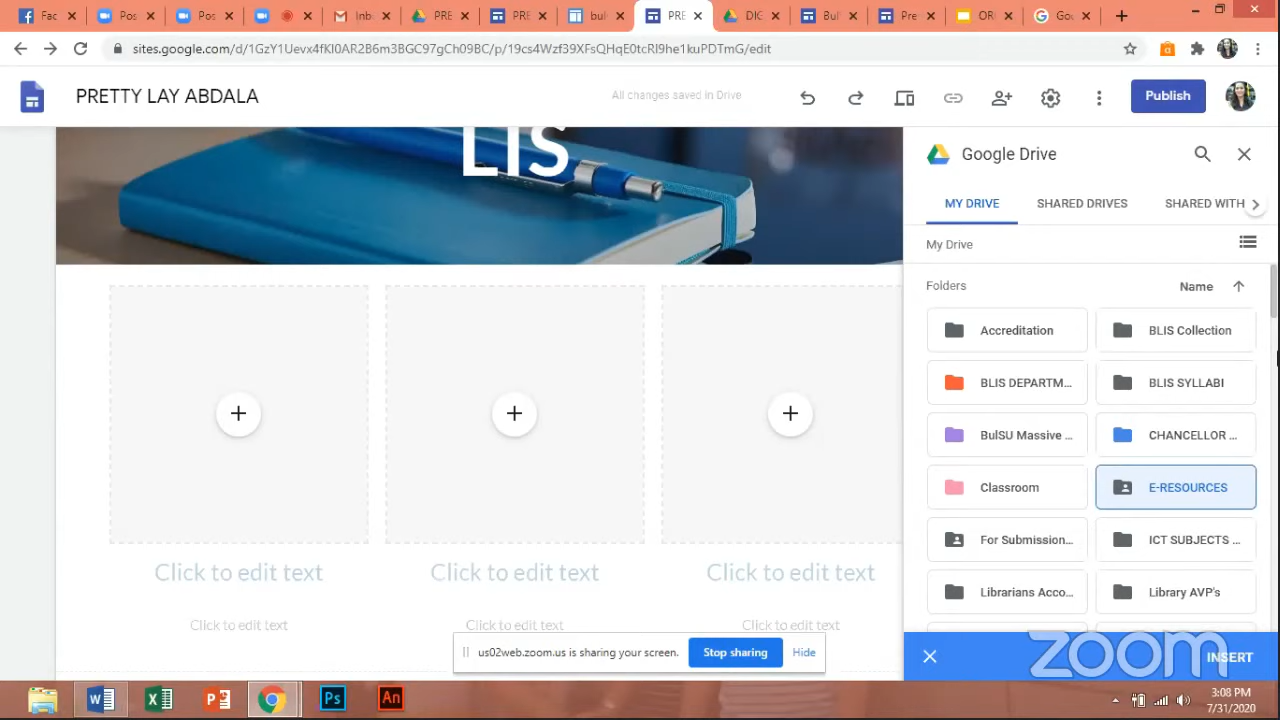 Fac
Pos
Pos
Inb
PRE
PRE
bul
PRE
DIG
Bul
Pre
OR
Goo
sites.google.com/d/1GzY1Uevx4fKl0AR2B6m3BGC97gCh09BC/p/19cs4Wzf39XFsQHqE0tcRl9he1kuPDTmG/edit
PRETTY LAY ABDALA
All changes saved in Drive
Publish
LIS
Google Drive
MY DRIVE
SHARED DRIVES
SHARED WITH
My Drive
Folders
Name
Accreditation
BLIS Collection
BLIS DEPARTM...
BLIS SYLLABI
BulSU Massive ...
CHANCELLOR ...
Classroom
E-RESOURCES
For Submission...
ICT SUBJECTS ...
Librarians Acco...
Library AVP's
Click to edit text
Click to edit text
Click to edit text
Click to edit text
Click to edit text
Click to edit text
us02web.zoom.us is sharing your screen.
Stop sharing
Hide
zoom
INSERT
3:08 PM
7/31/2020